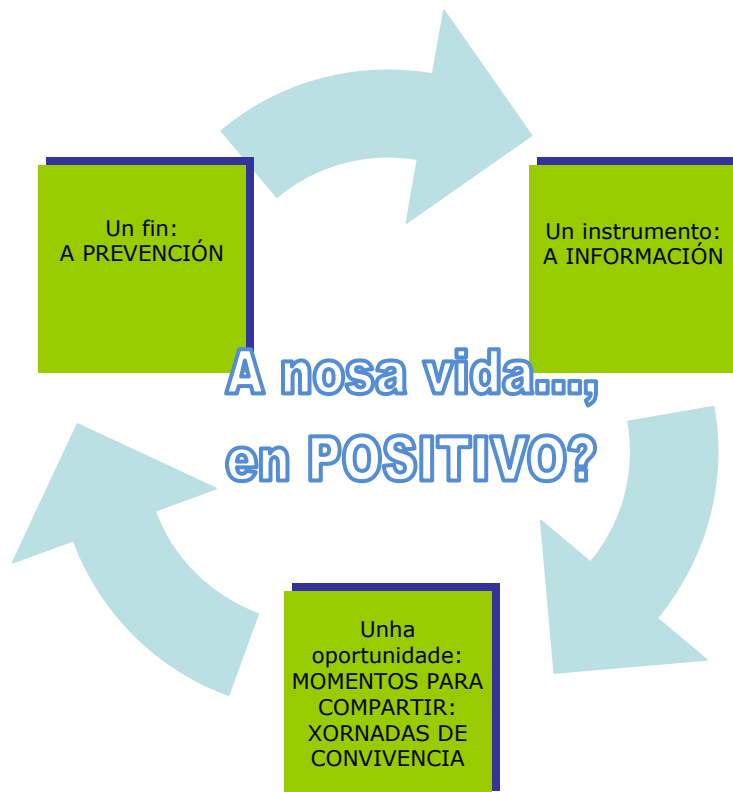 Un fin:
A PREVENCIÓN
Un instrumento:
A INFORMACIÓN
A nosa vida...,
en POSITIVO?
Unha
oportunidade:
MOMENTOS PARA
COMPARTIR:
XORNADAS DE
CONVIVENCIA